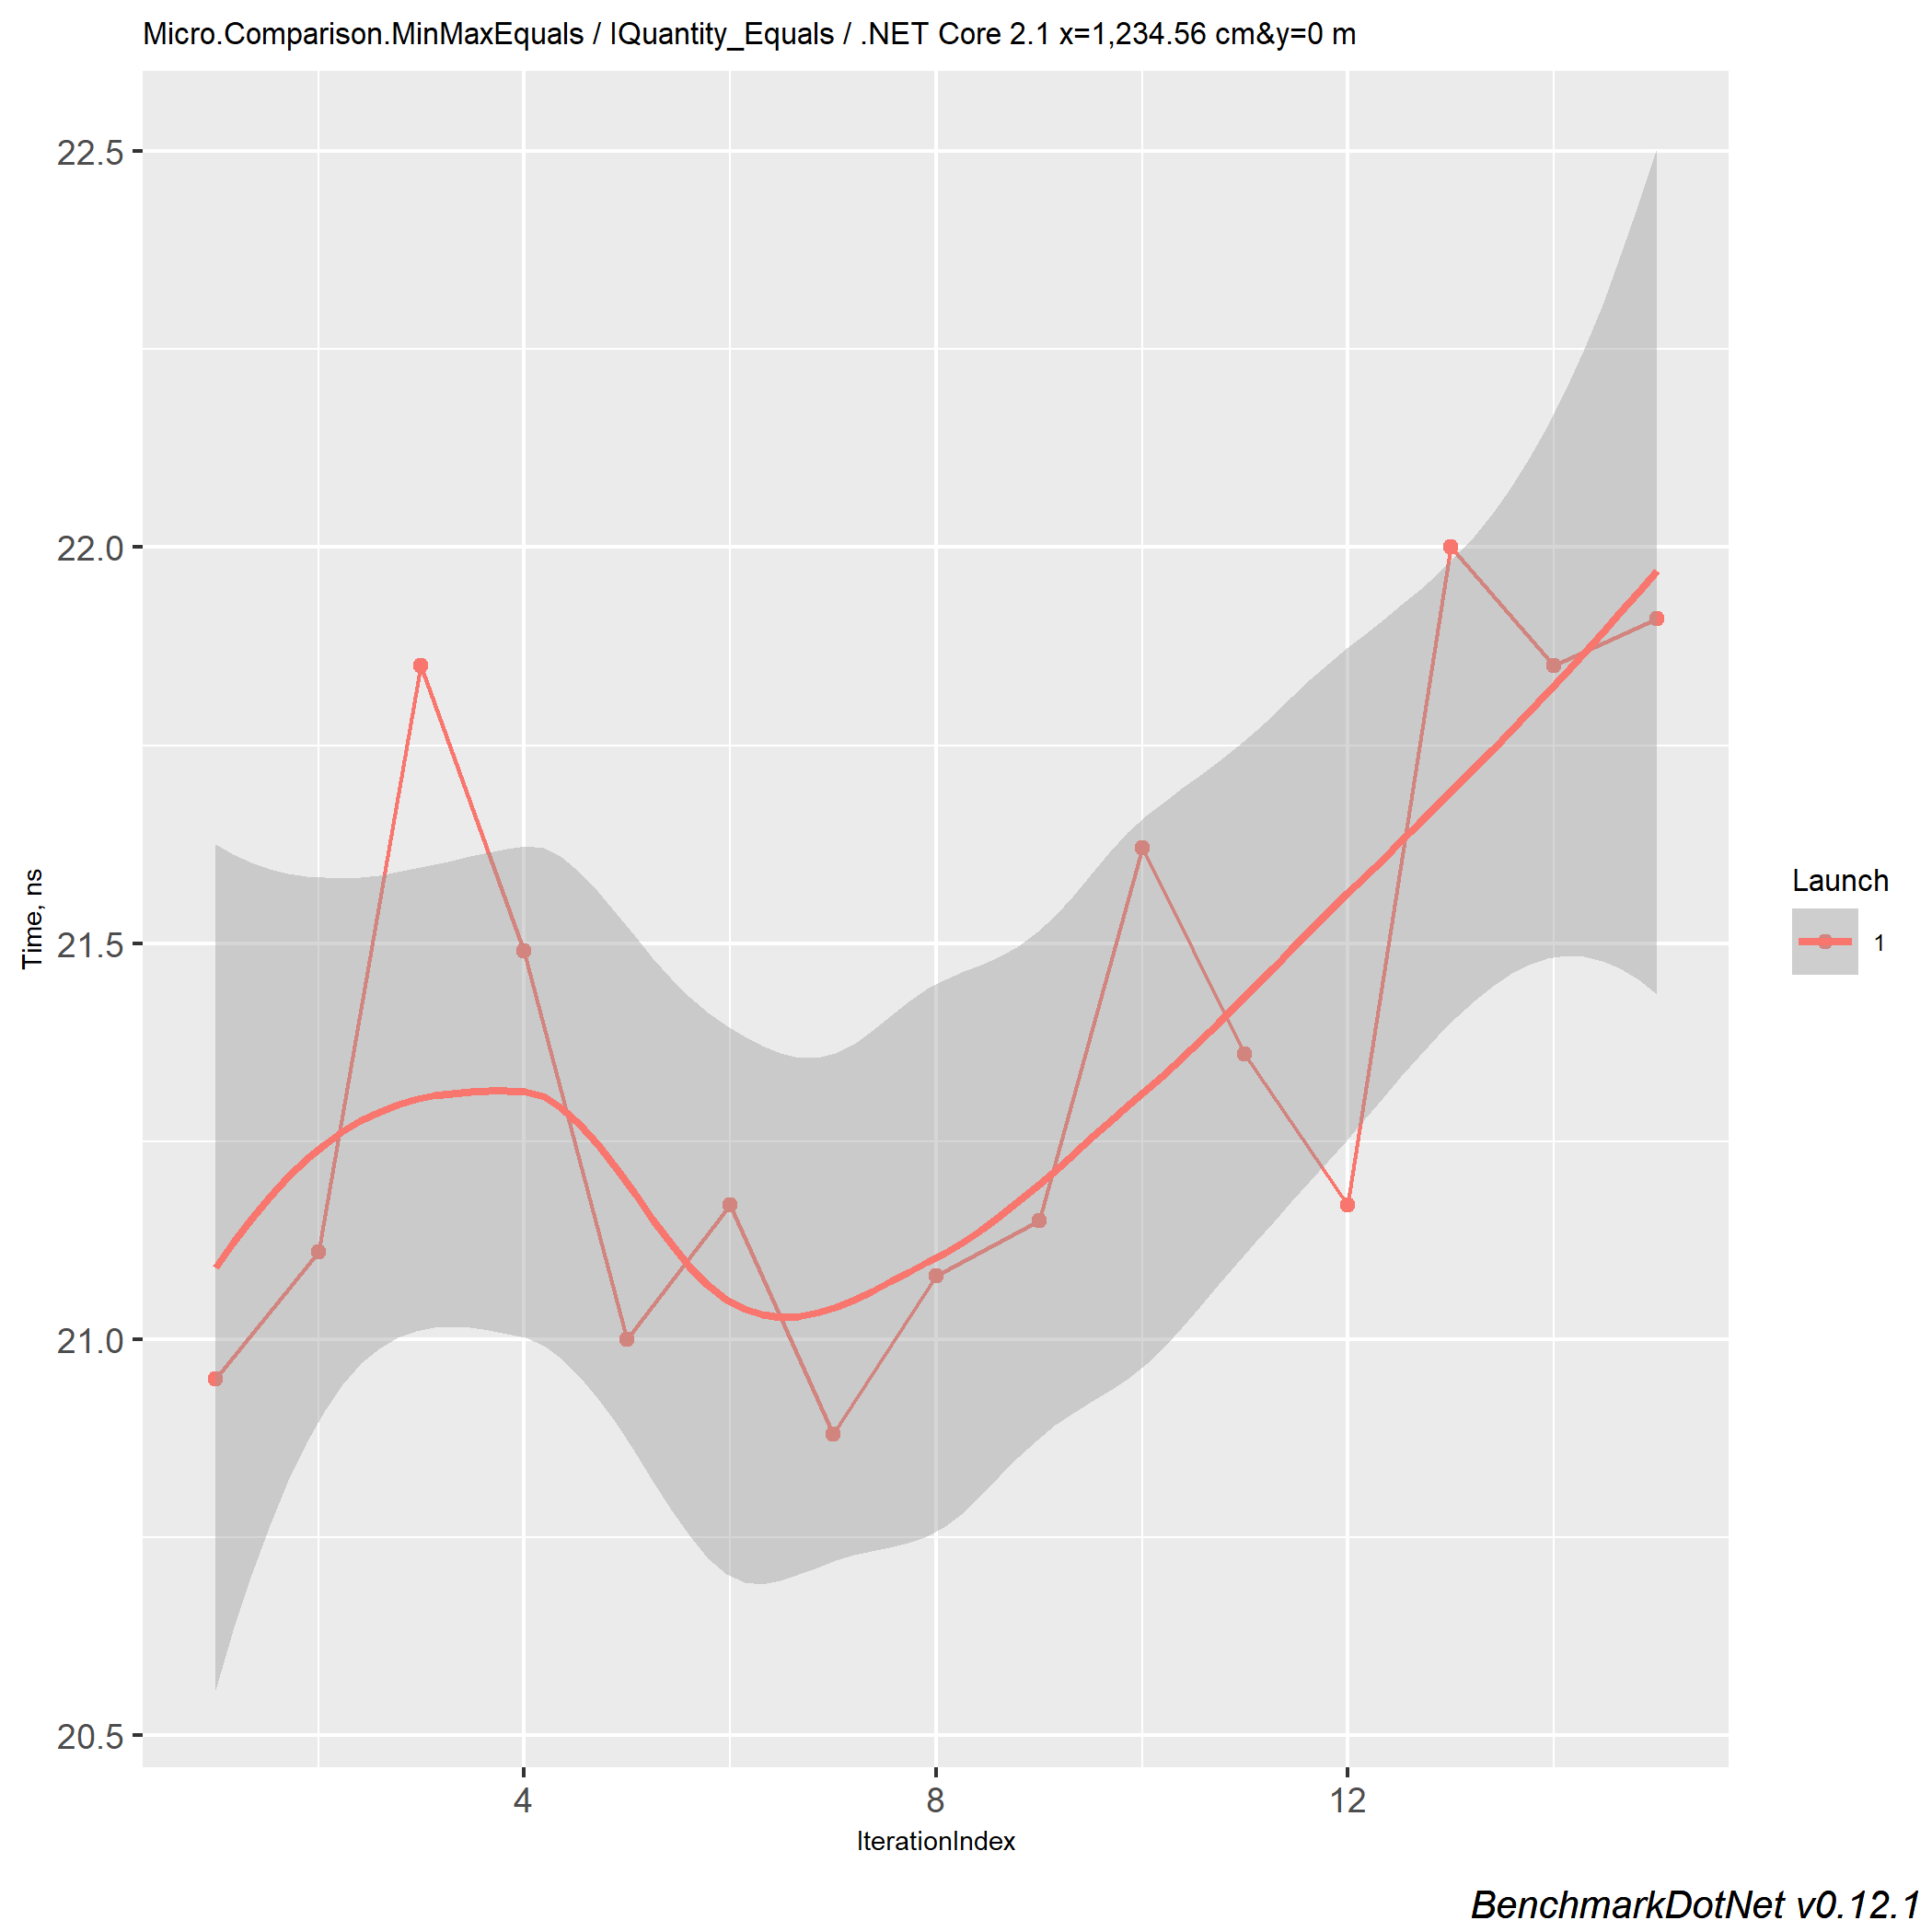 Micro.Comparison.MinMaxEquals / IQuantity_Equals / .NET Core 2.1 x=1,234.56 cm&y=0 m
22.5
22.0
21.5
21.0
20.5
Time, ns
4 8 12
IterationIndex
Launch
1
BenchmarkDotNet v0.12.1